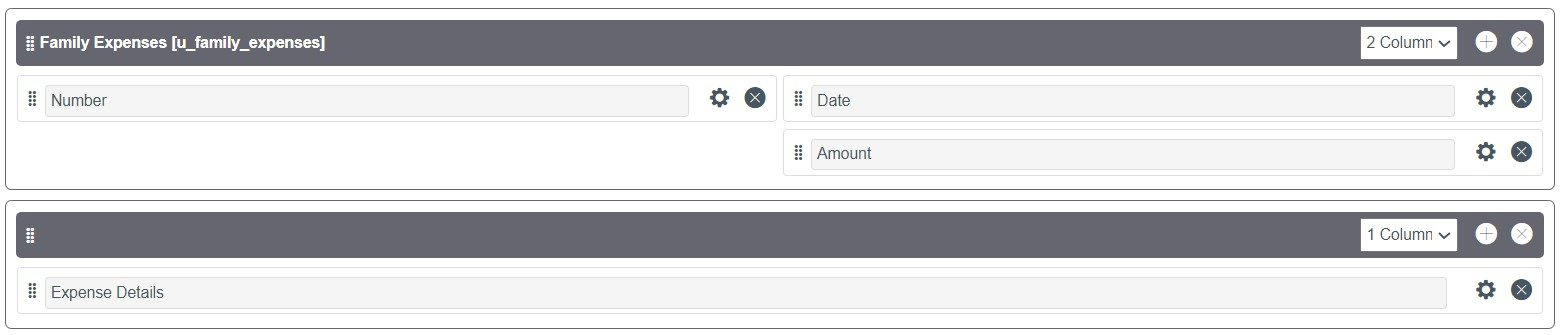 Family Expenses [u_family_expenses]
2 Column
Number
Date
Amount
1 Column
Expense Details